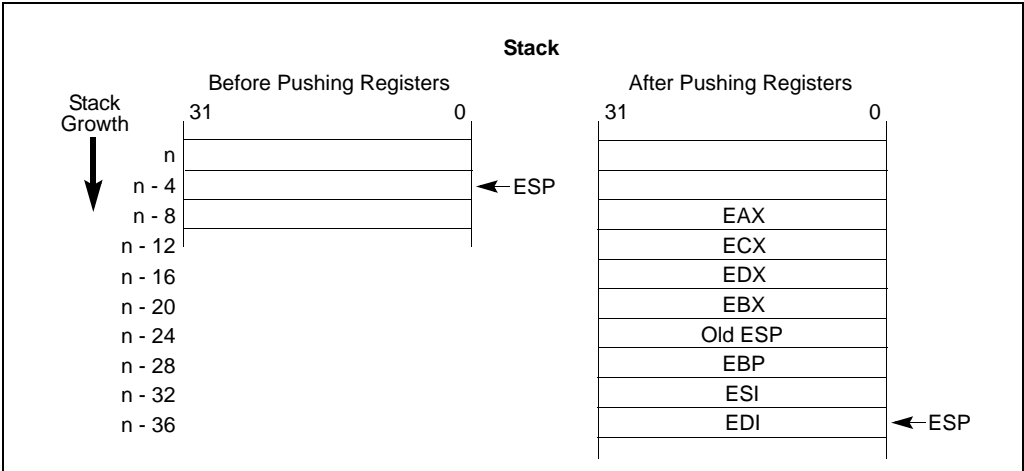 Stack
Before Pushing Registers
After Pushing Registers
Stack
Growth
31 0
31 0
n
n - 4
ESP
n - 8
EAX
n - 12
ECX
n - 16
EDX
n - 20
EBX
n - 24
Old ESP
n - 28
EBP
n - 32
ESI
n - 36
EDI
ESP